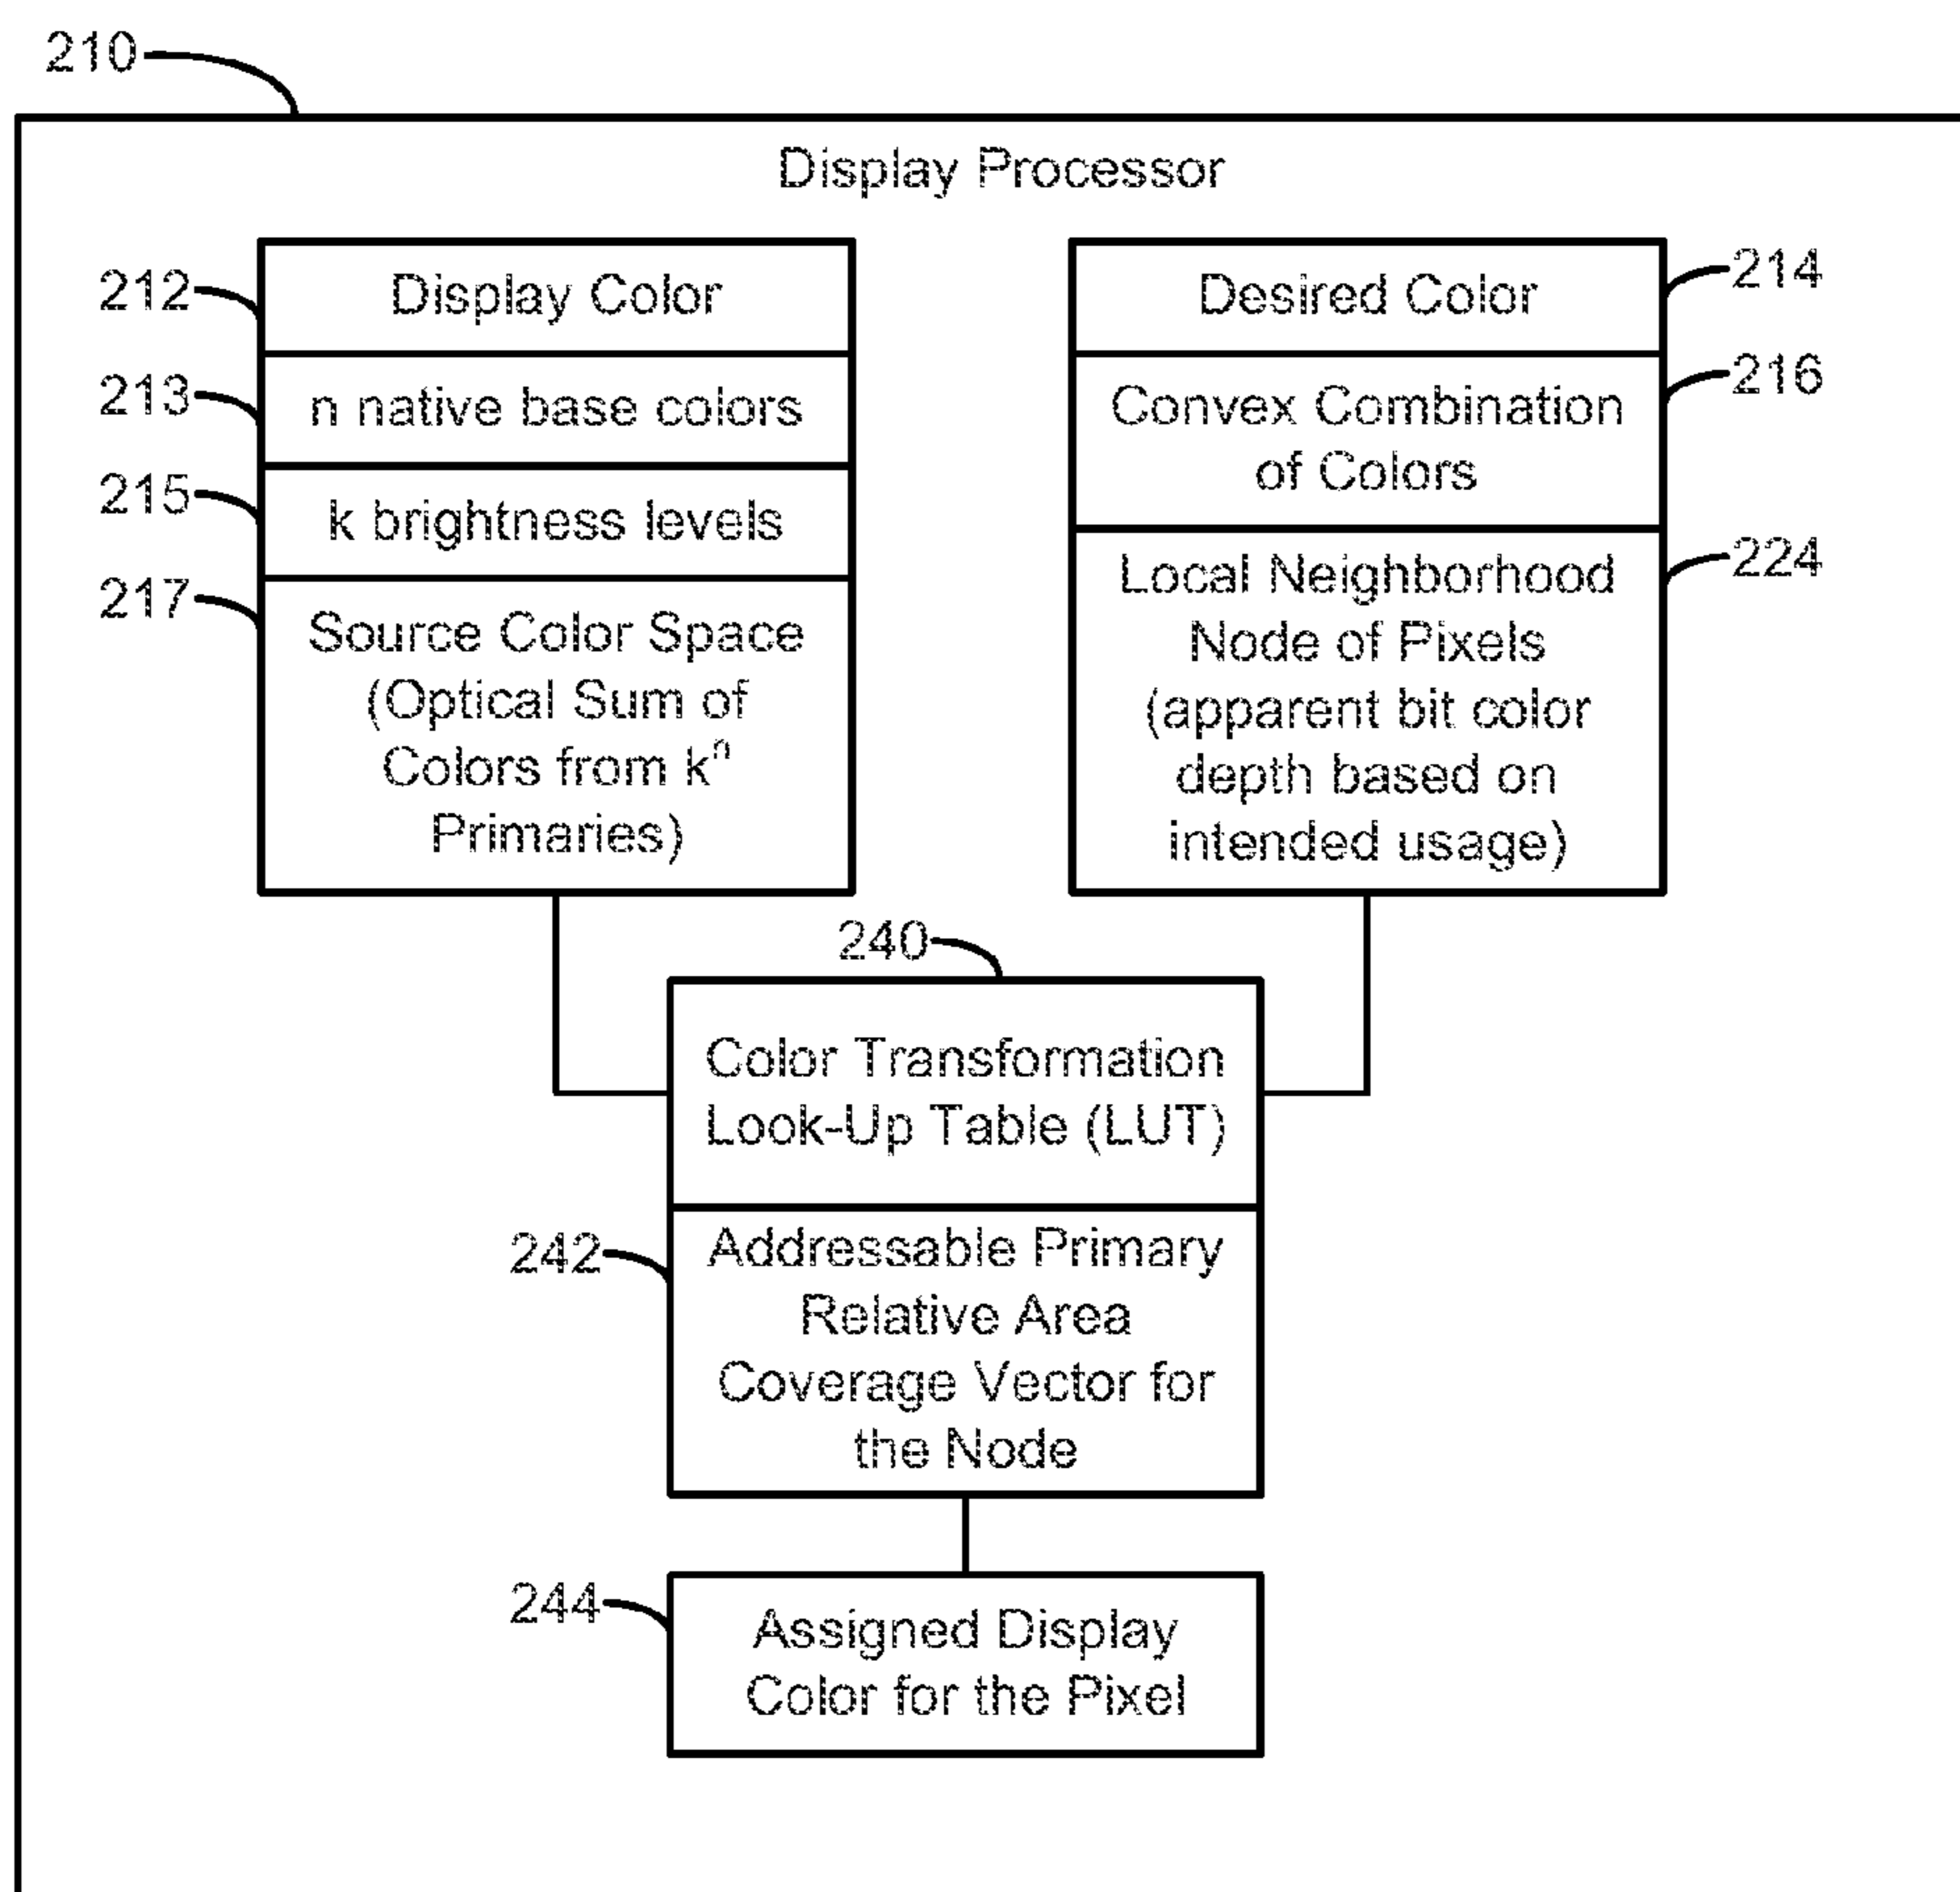 210
Display Processor
212
Display Color
213
n native base colors
215
k brightness levels
217
Source Color Space
(Optical Sum of
Colors from kⁿ
Primaries)
Desired Color
214
Convex Combination
of Colors
216
Local Neighborhood
Node of Pixels
(apparent bit color
depth based on
intended usage)
224
240
Color Transformation
Look-Up Table (LUT)
242
Addressable Primary
Relative Area
Coverage Vector for
the Node
244
Assigned Display
Color for the Pixel